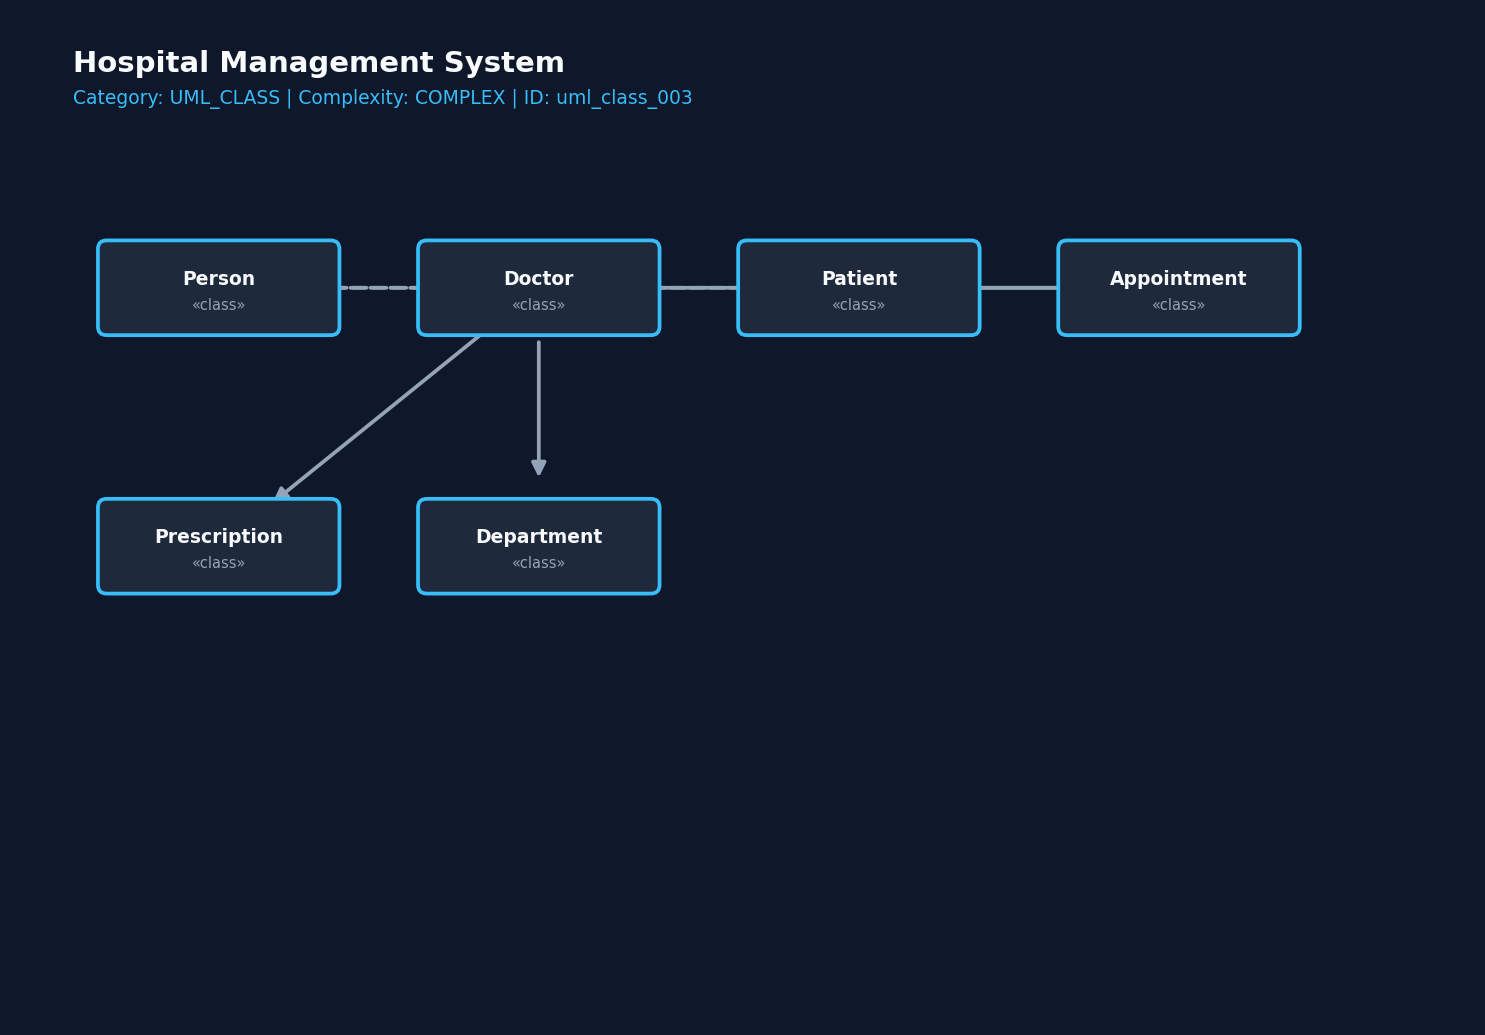 Hospital Management System
Category: UML_CLASS | Complexity: COMPLEX | ID: uml_class_003
Person
«class»
Doctor
«class»
Patient
«class»
Appointment
«class»
Prescription
«class»
Department
«class»